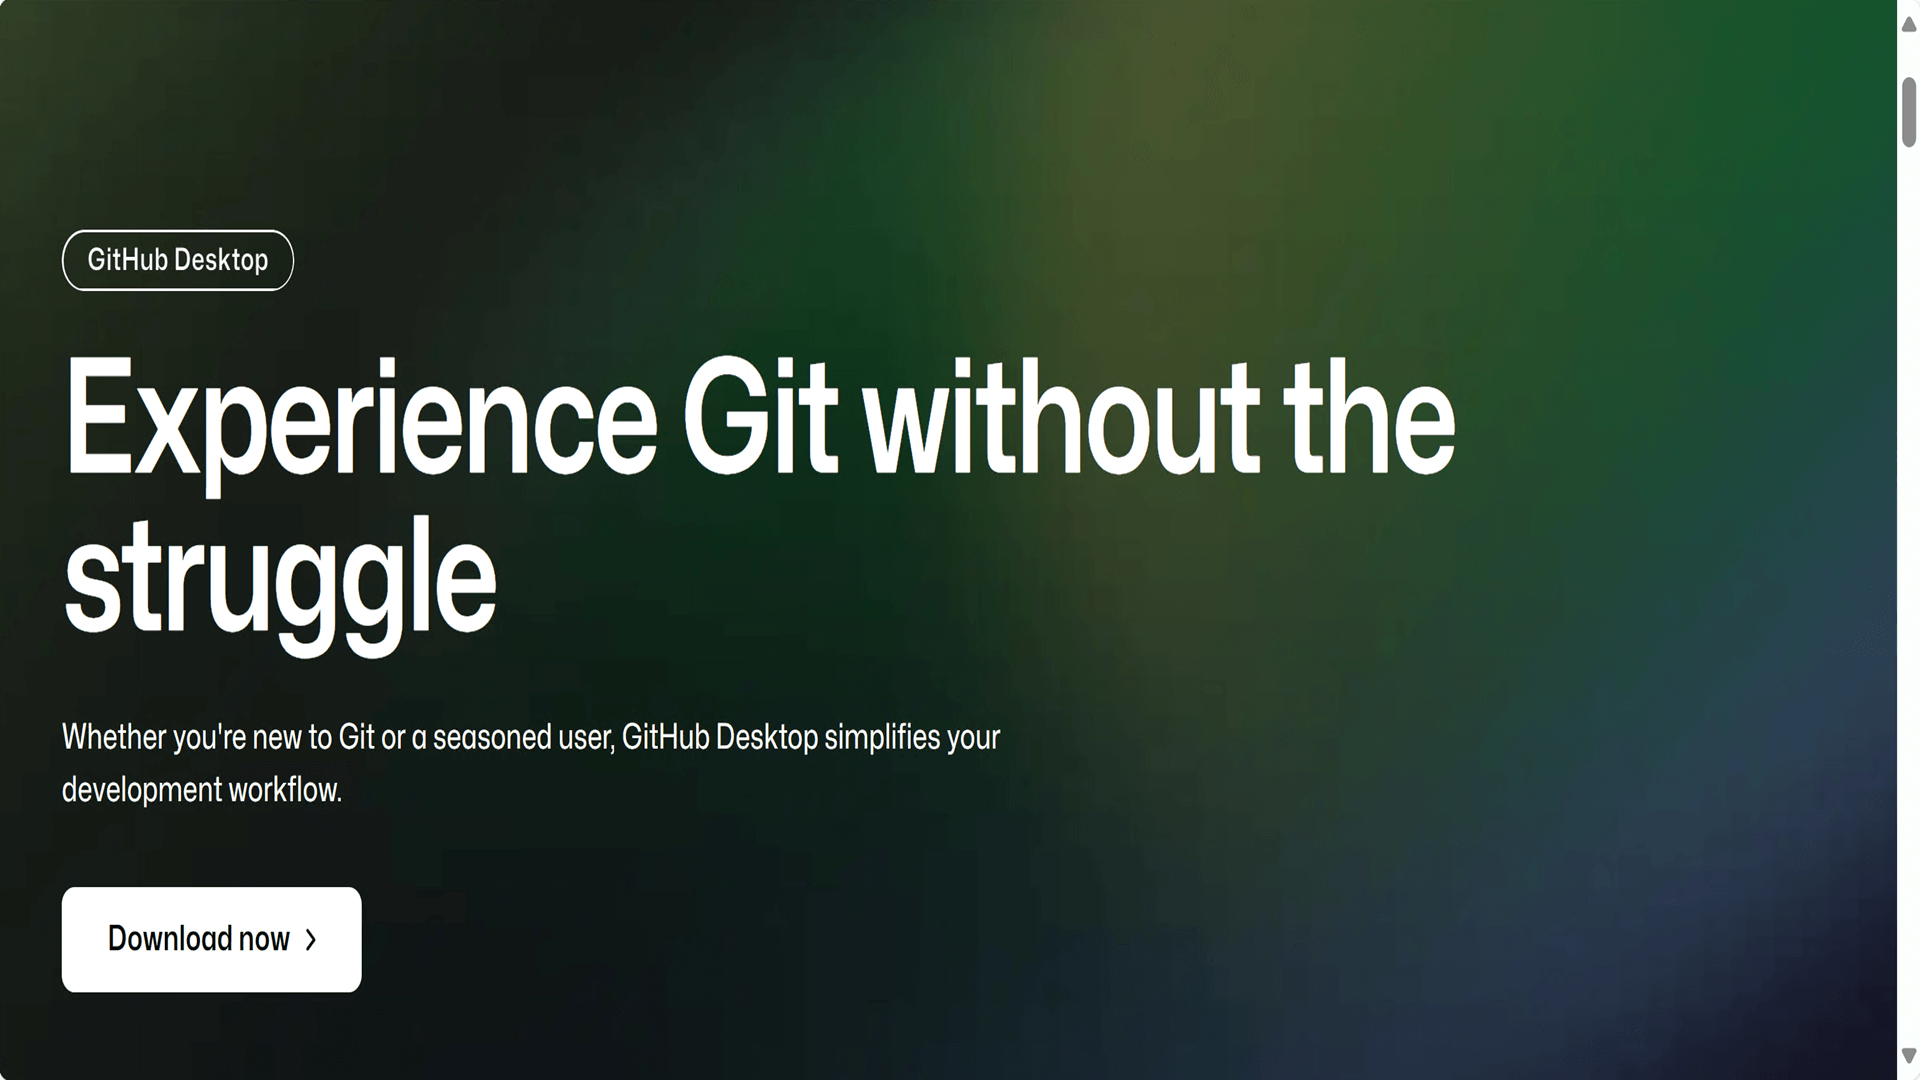 GitHub Desktop
Experience Git without the
struggle
Whether you're new to Git or a seasoned user, GitHub Desktop simplifies your
development workflow.
Download now